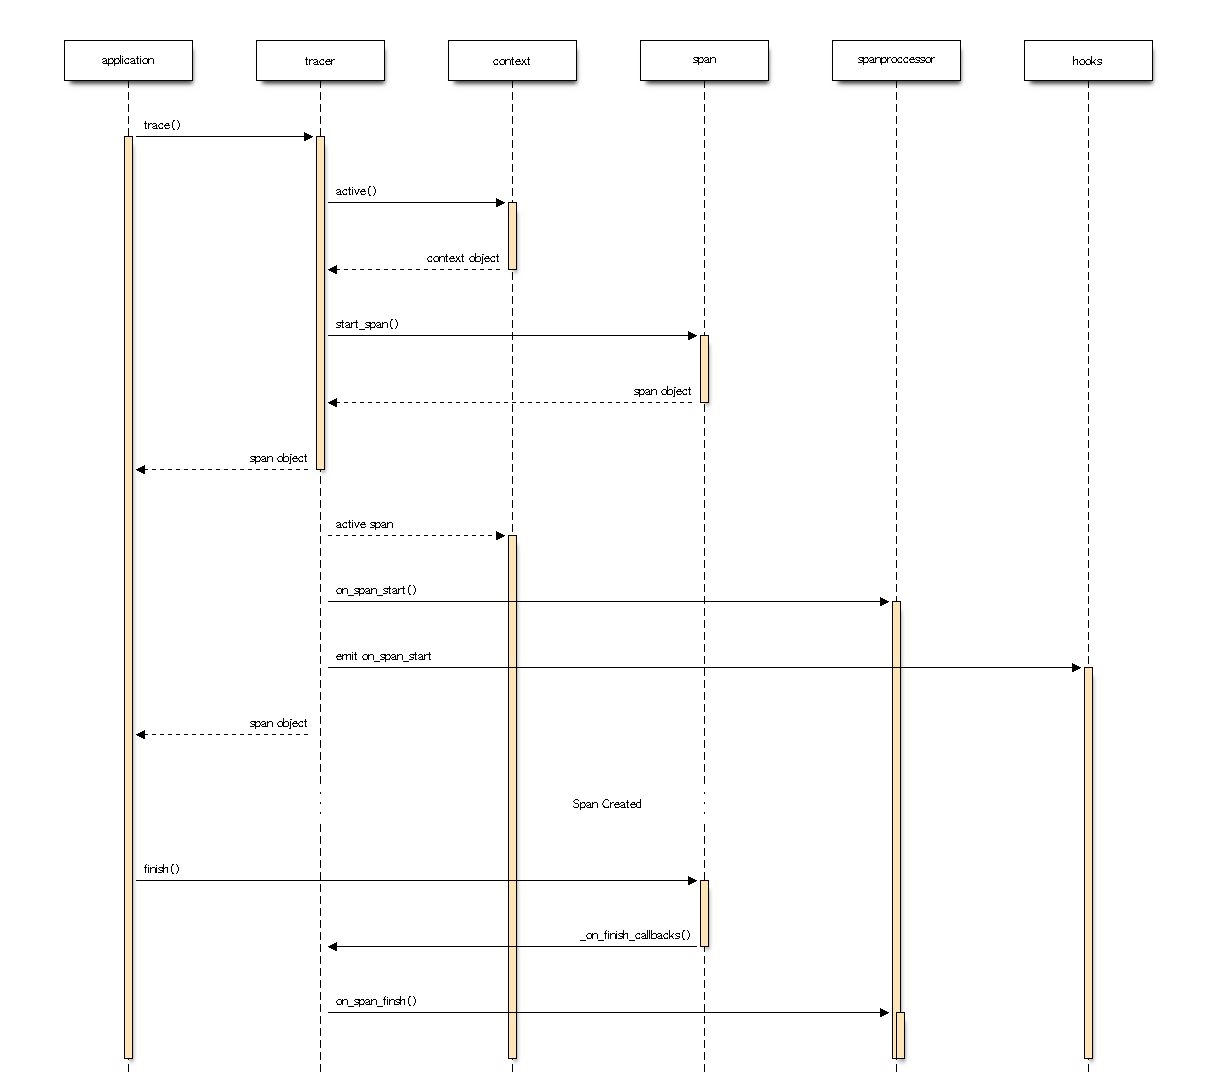 application
tracer
context
span
spanproccessor
hooks
trace()
active()
context object
start_span()
span object
span object
active span
on_span_start()
emit on_span_start
span object
Span Created
finish()
_on_finish_callbacks()
on_span_finsh()